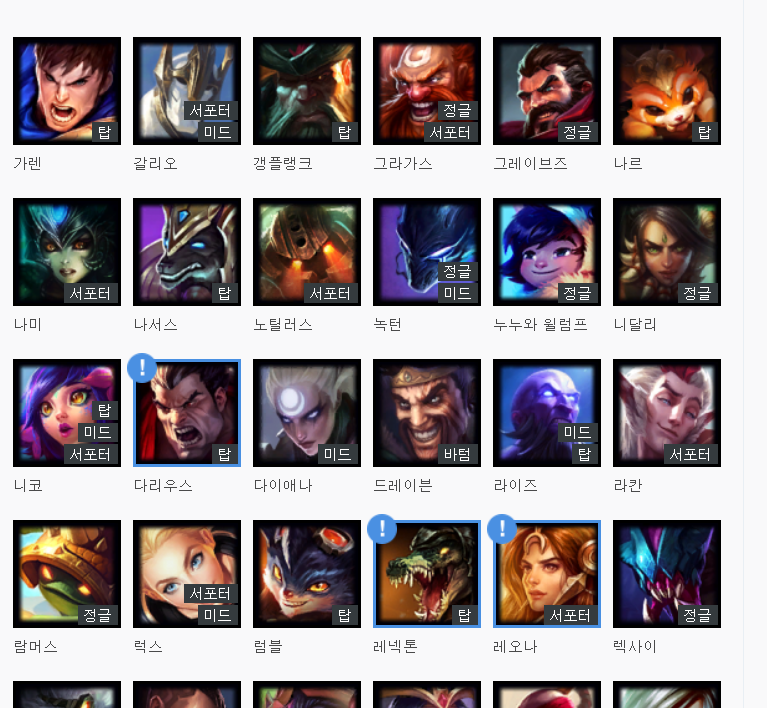 탑
서포터
미드
탑
정글
서포터
정글
탑
가렌
갈리오
갱플랭크
그라가스
그레이브즈
나르
서포터
탑
서포터
정글
미드
정글
정글
나미
나서스
노틸러스
녹턴
누누와 윌럼프
니달리
탑
미드
서포터
!
탑
미드
바텀
미드
탑
서포터
니코
다리우스
다이애나
드레이븐
라이즈
라칸
정글
서포터
미드
탑
!
탑
!
서포터
정글
람머스
럭스
럼블
레넥톤
레오나
렉사이